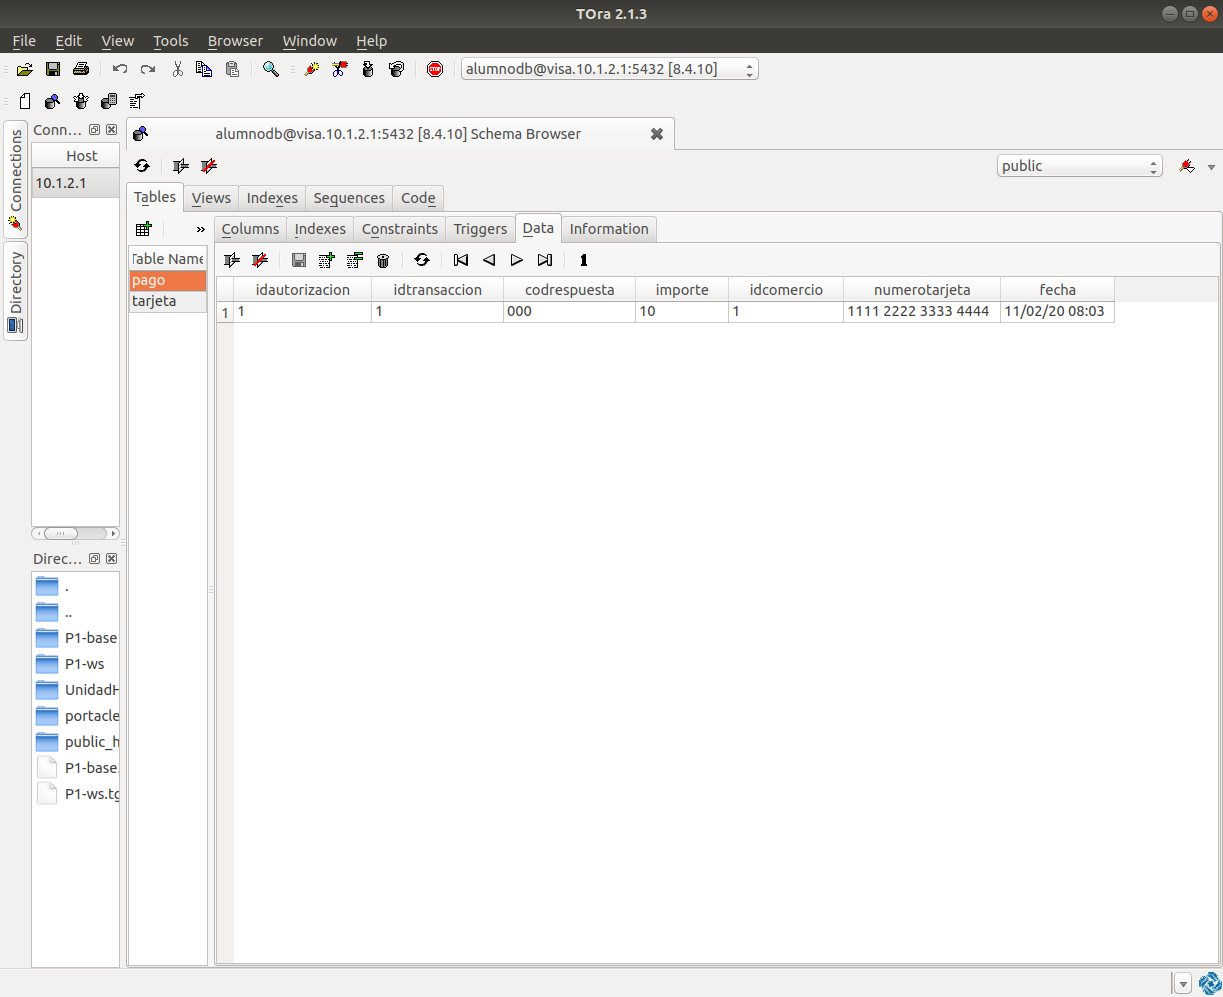 TOra 2.1.3
File Edit View Tools Browser Window Help
STOP
alumnodb@visa.10.1.2.1:5432 [8.4.10]
Connections
Directory
Conn...
Host
10.1.2.1
alumnodb@visa.10.1.2.1:5432 [8.4.10] Schema Browser
public
Tables Views Indexes Sequences Code
»
Columns Indexes Constraints Triggers Data Information
Table Name
pago
tarjeta
idautorizacion idtransaccion codrespuesta importe idcomercio numerotarjeta fecha
1 1 1 000 10 1 1111 2222 3333 4444 11/02/20 08:03
Direc...
.
..
P1-base
P1-ws
UnidadH
portacle
public_h
P1-base.
P1-ws.tg